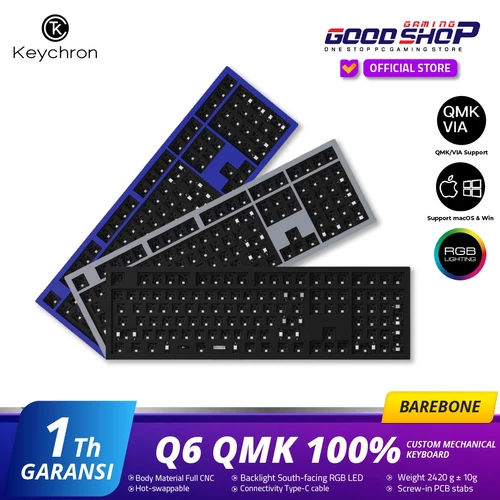 Keychron
GAMING
GOOD SHOP
ONE STOP PC GAMING STORE
OFFICIAL STORE
QMK
VIA
QMK/VIA Support
Support macOS & Win
RGB
LIGHTING
BAREBONE
1 Th
GARANSI
Q6 QMK 100%
CUSTOM MECHANICAL
KEYBOARD
• Body Material Full CNC
• Hot-swappable
• Backlight South-facing RGB LED
• Connectivity Type-C cable
• Weight 2420 g ± 10g
• Screw-in PCB stabs